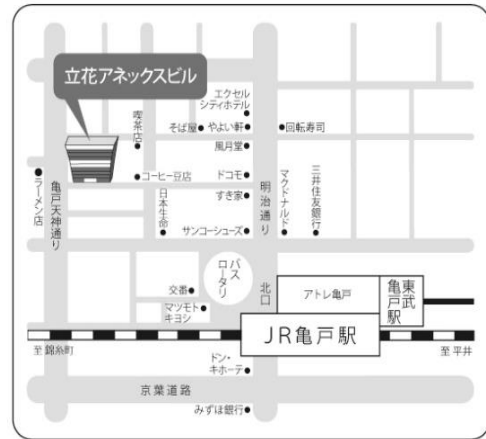 立花アネックスビル
エクセル
シティホテル
喫茶店
そば屋
やよい軒
回転寿司
風月堂
コーヒー豆店
ドコモ
ラーメン店
亀戸天神通り
日本生命
すき家
明治通り
マクドナルド
三井住友銀行
サンコーシューズ
バス
ロータリー
北口
交番
マツモト
キヨシ
アトレ亀戸
東武
亀戸駅
JR亀戸駅
至 錦糸町
至 平井
ドン・
キホーテ
京葉道路
みずほ銀行